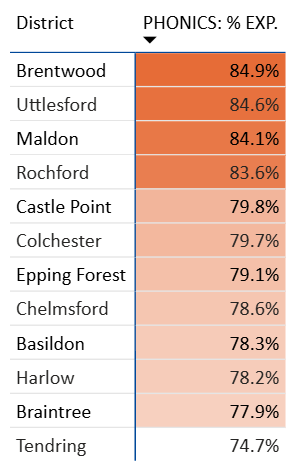 District PHONICS: % EXP.
Brentwood 84.9%
Uttlesford 84.6%
Maldon 84.1%
Rochford 83.6%
Castle Point 79.8%
Colchester 79.7%
Epping Forest 79.1%
Chelmsford 78.6%
Basildon 78.3%
Harlow 78.2%
Braintree 77.9%
Tendring 74.7%